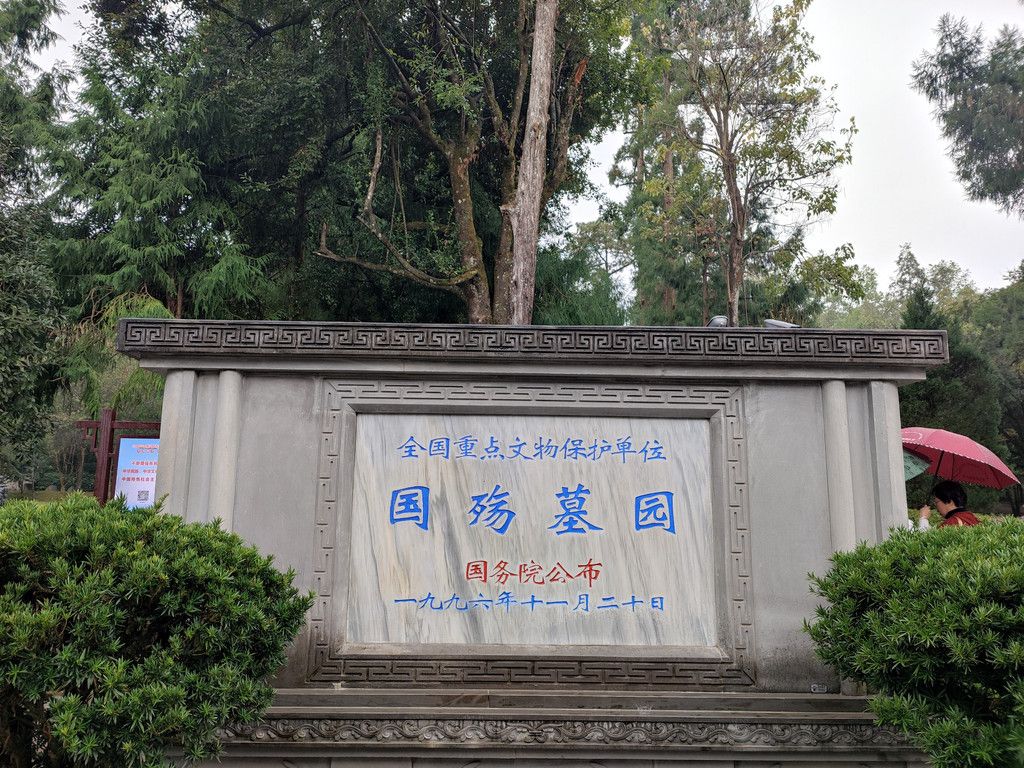 全国重点文物保护单位
国殇墓园
国务院公布
一九九六年十一月二十日